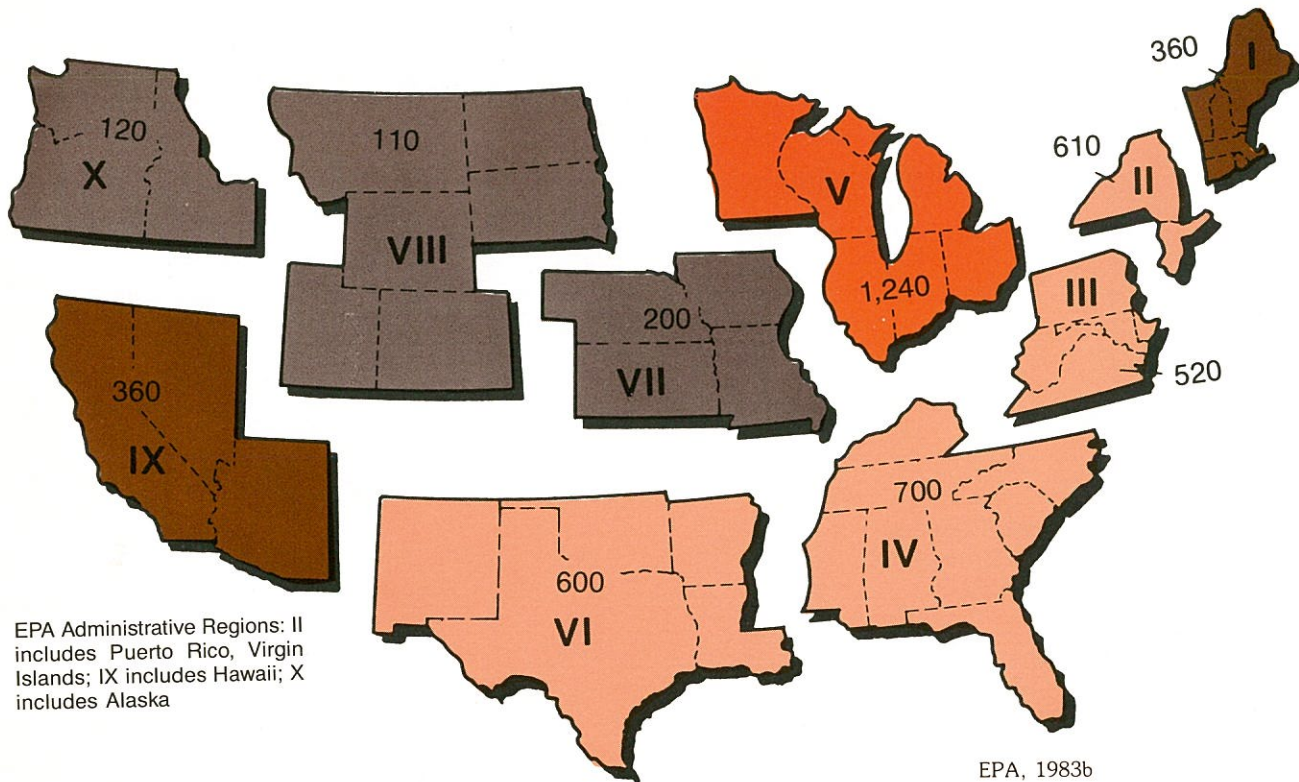 360
I
120
110
610
X
V
II
VIII
III
1,240
200
520
360
VII
IX
700
IV
600
VI
EPA Administrative Regions: II
includes Puerto Rico, Virgin
Islands; IX includes Hawaii; X
includes Alaska
EPA, 1983b